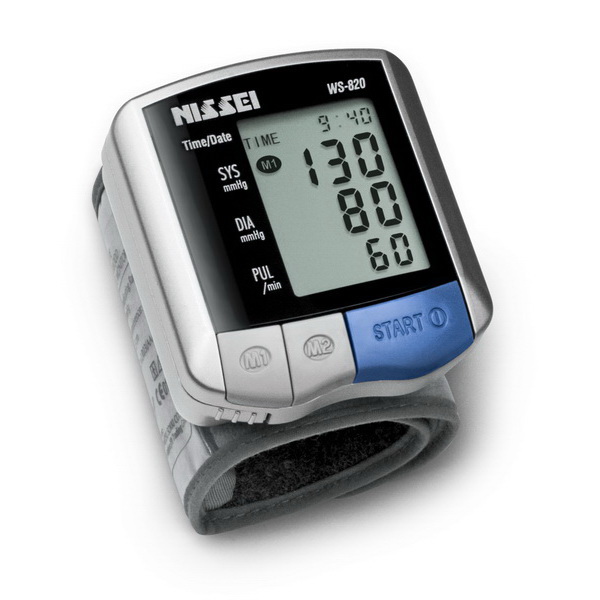 NISSEI
WS-820
Time/Date
TIME
9:40
SYS
mmHg
M1
130
DIA
mmHg
80
PUL
/min
60
M1
M2
START